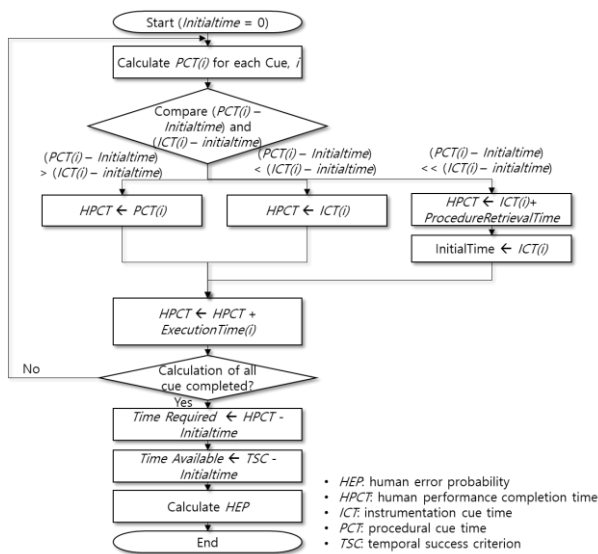 Start (Initialtime = 0)
Calculate PCT(i) for each Cue, i
Compare (PCT(i) –
Initialtime) and
(ICT(i) – initialtime)
(PCT(i) – Initialtime)
> (ICT(i) – initialtime)
(PCT(i) – Initialtime)
< (ICT(i) – initialtime)
(PCT(i) – Initialtime)
<< (ICT(i) – initialtime)
HPCT ← PCT(i)
HPCT ← ICT(i)
HPCT ← ICT(i)+
ProcedureRetrievalTime
InitialTime ← ICT(i)
HPCT ← HPCT +
ExecutionTime(i)
No
Calculation of all
cue completed?
Yes
Time Required ← HPCT -
Initialtime
Time Available ← TSC -
Initialtime
Calculate HEP
End
• HEP: human error probability
• HPCT: human performance completion time
• ICT: instrumentation cue time
• PCT: procedural cue time
• TSC: temporal success criterion